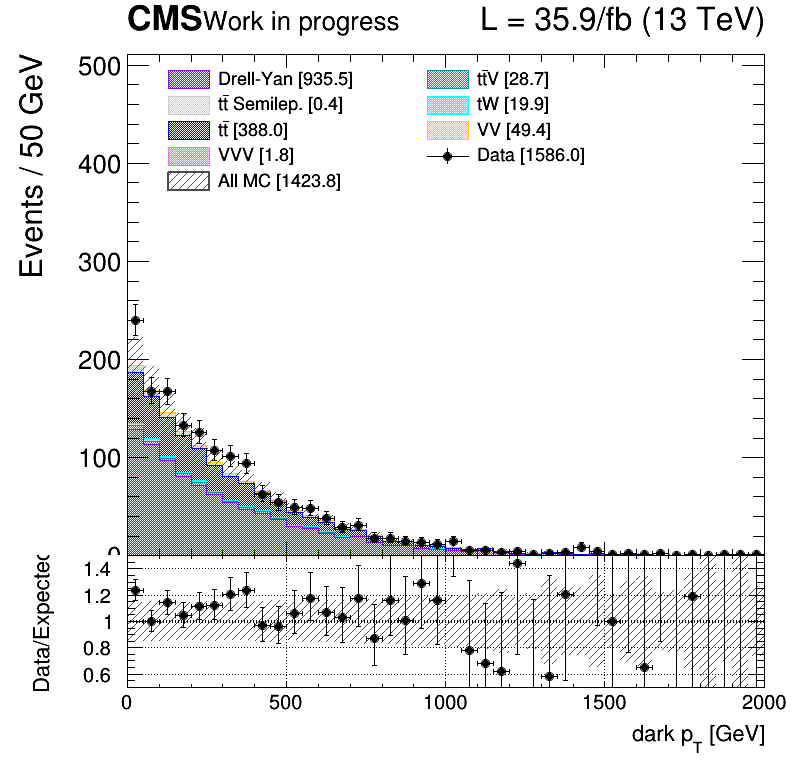 CMS Work in progress L = 35.9/fb (13 TeV)
Events / 50 GeV
500
400
300
200
100
0
Drell-Yan [935.5]
tt̄ Semilep. [0.4]
tt̄ [388.0]
VVV [1.8]
All MC [1423.8]
tt̄V [28.7]
tW [19.9]
VV [49.4]
Data [1586.0]
Data/Expected
1.4
1.2
1
0.8
0.6
0 500 1000 1500 2000
dark p_T [GeV]